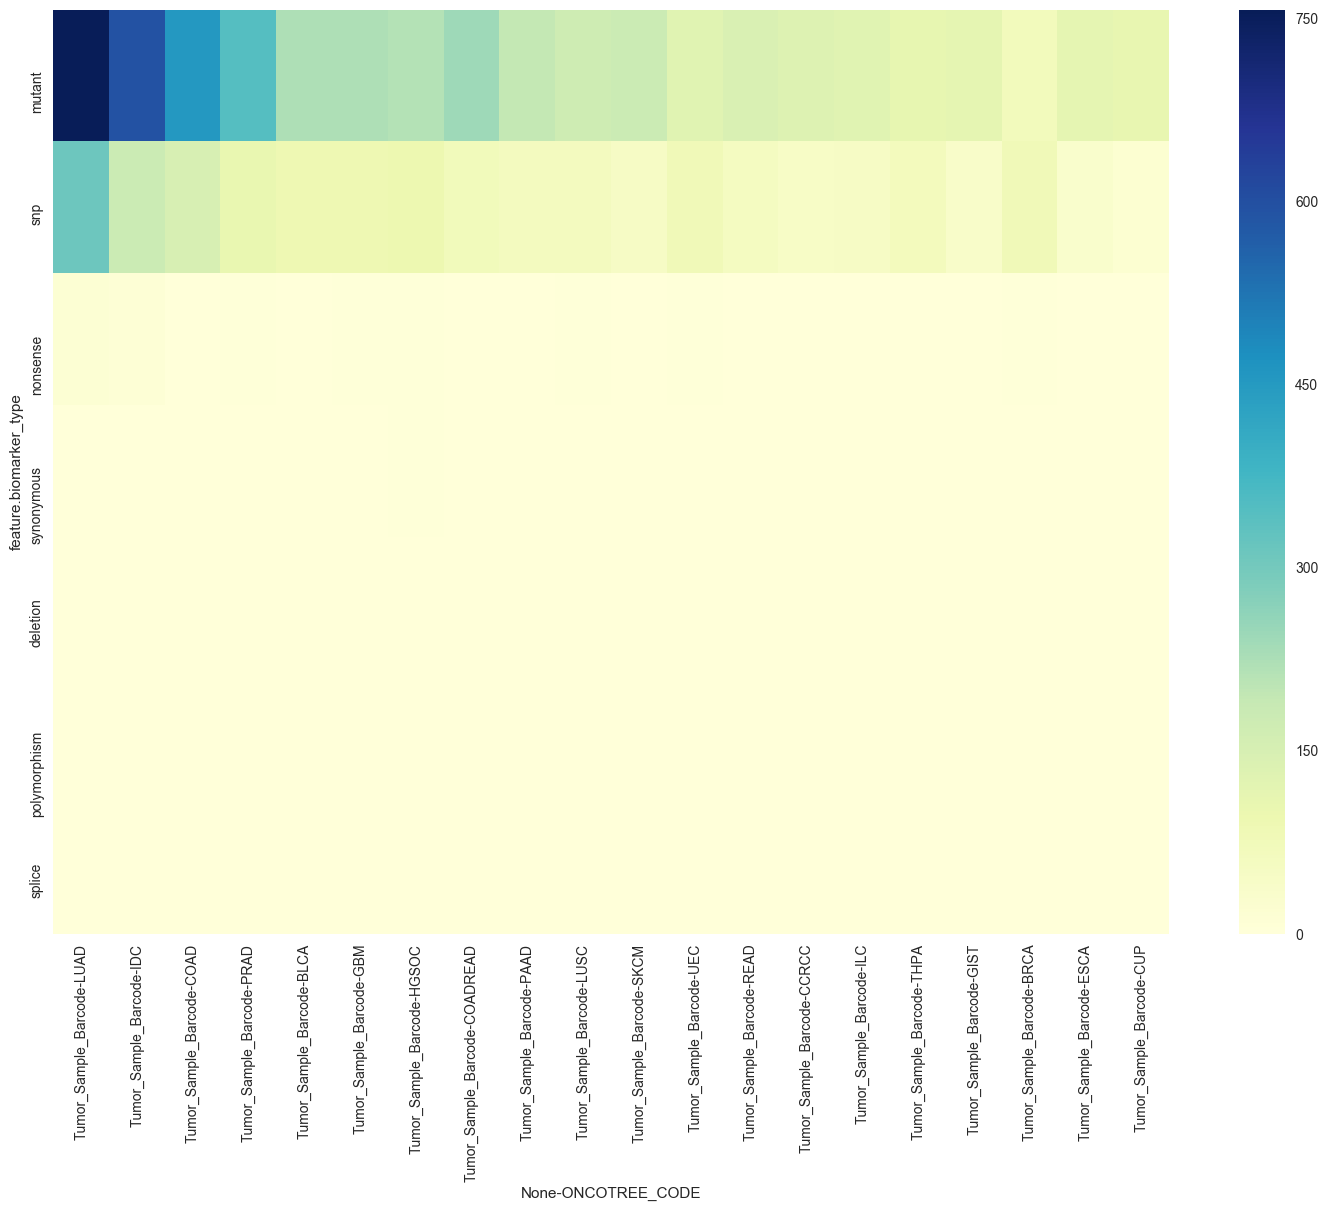 feature.biomarker_type
mutant
snp
nonsense
synonymous
deletion
polymorphism
splice
750
600
450
300
150
0
Tumor_Sample_Barcode-LUAD
Tumor_Sample_Barcode-IDC
Tumor_Sample_Barcode-COAD
Tumor_Sample_Barcode-PRAD
Tumor_Sample_Barcode-BLCA
Tumor_Sample_Barcode-GBM
Tumor_Sample_Barcode-HGSOC
Tumor_Sample_Barcode-COADREAD
Tumor_Sample_Barcode-PAAD
Tumor_Sample_Barcode-LUSC
Tumor_Sample_Barcode-SKCM
Tumor_Sample_Barcode-UEC
Tumor_Sample_Barcode-READ
Tumor_Sample_Barcode-CCRCC
Tumor_Sample_Barcode-ILC
Tumor_Sample_Barcode-THPA
Tumor_Sample_Barcode-GIST
Tumor_Sample_Barcode-BRCA
Tumor_Sample_Barcode-ESCA
Tumor_Sample_Barcode-CUP
None-ONCOTREE_CODE